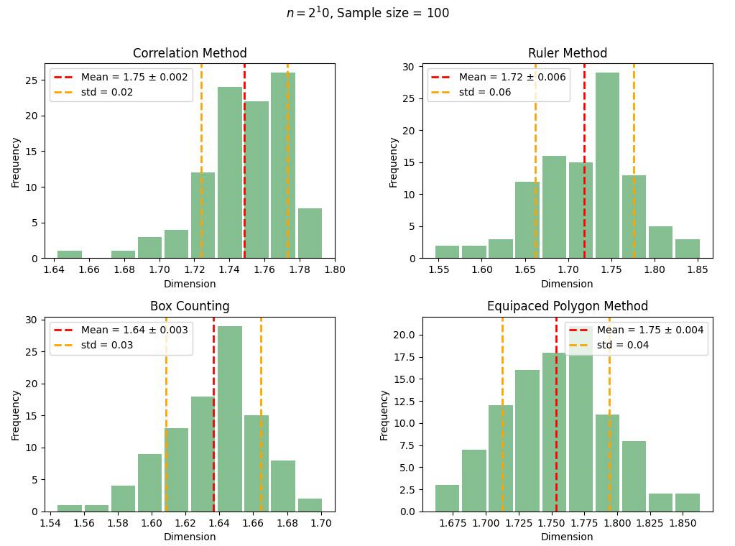 n = 2¹0, Sample size = 100
Correlation Method
Mean = 1.75 ± 0.002
std = 0.02
Frequency
0
5
10
15
20
25
1.64 1.66 1.68 1.70 1.72 1.74 1.76 1.78 1.80
Dimension
Ruler Method
Mean = 1.72 ± 0.006
std = 0.06
Frequency
30
25
20
15
10
5
0
1.55 1.60 1.65 1.70 1.75 1.80 1.85
Dimension
Box Counting
Mean = 1.64 ± 0.003
std = 0.03
Frequency
30
25
20
15
10
5
0
1.54 1.56 1.58 1.60 1.62 1.64 1.66 1.68 1.70
Dimension
Equipaced Polygon Method
Mean = 1.75 ± 0.004
std = 0.04
Frequency
20.0
17.5
15.0
12.5
10.0
7.5
5.0
2.5
0.0
1.675 1.700 1.725 1.750 1.775 1.800 1.825 1.850
Dimension